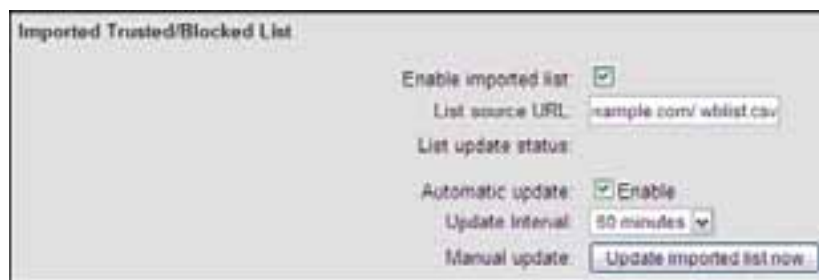 Imported Trusted/Blocked List
Enable imported list:
List source URL: xample.com/ wblist.csv
List update status:
Automatic update: Enable
Update Interval: 60 minutes
Manual update: Update imported list now